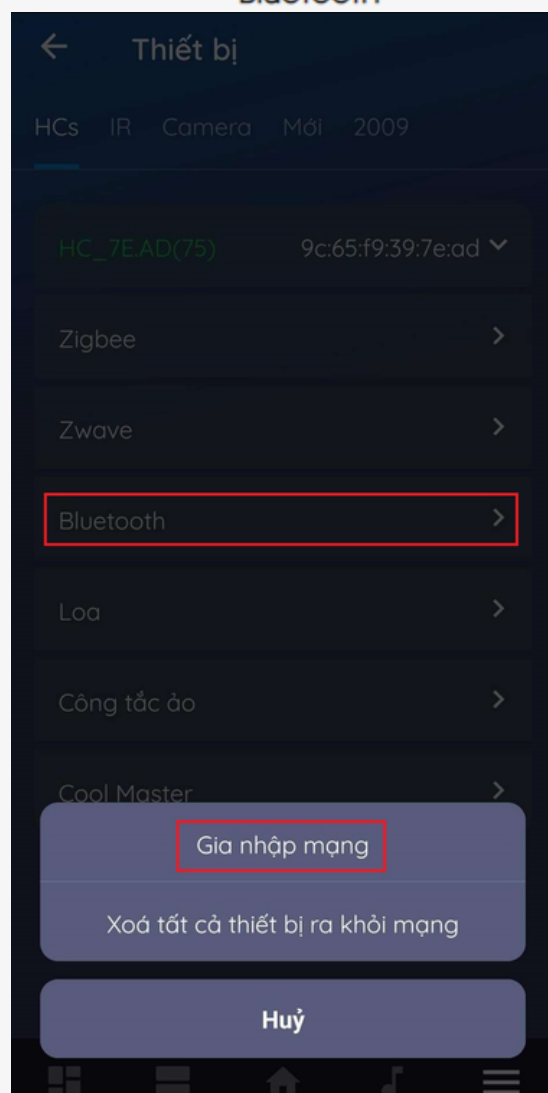 Bluetooth
Thiết bị
HCs IR Camera Mới 2009
HC_7E.AD(75) 9c:65:f9:39:7e:ad
Zigbee
Zwave
Bluetooth
Loa
Công tắc ảo
Cool Master
Gia nhập mạng
Xoá tất cả thiết bị ra khỏi mạng
Huỷ